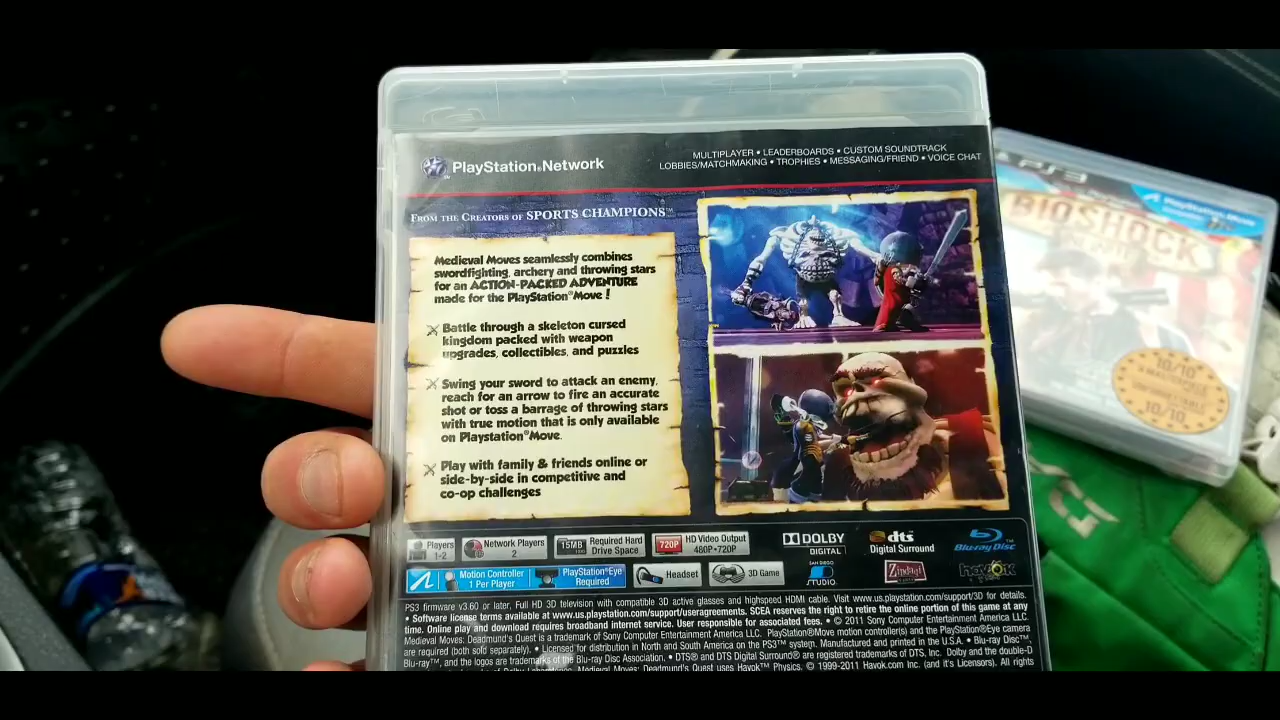 PlayStation®Network
MULTIPLAYER • LEADERBOARDS • CUSTOM SOUNDTRACK
LOBBIES/MATCHMAKING • TROPHIES • MESSAGING/FRIEND • VOICE CHAT
FROM THE CREATORS OF SPORTS CHAMPIONS™
Medieval Moves seamlessly combines
swordfighting, archery and throwing stars
for an ACTION-PACKED ADVENTURE
made for the PlayStation®Move!
Battle through a skeleton cursed
kingdom packed with weapon
upgrades, collectibles, and puzzles
Swing your sword to attack an enemy,
reach for an arrow to fire an accurate
shot or toss a barrage of throwing stars
with true motion that is only available
on Playstation®Move.
Play with family & friends online or
side-by-side in competitive and
co-op challenges
Players
1-2
Network Players
2
15MB
Required Hard
Drive Space
720P
HD Video Output
480P•720P
DOLBY
DIGITAL
dts
Digital Surround
Blu-ray Disc
Motion Controller
1 Per Player
PlayStation®Eye
Required
Headset
3D Game
SAN DIEGO
STUDIO
Zindagi
havok
PS3 firmware v3.60 or later, Full HD 3D television with compatible 3D active glasses and highspeed HDMI cable. Visit www.us.playstation.com/support/3D for details.
• Software license terms available at www.us.playstation.com/support/useragreements. SCEA reserves the right to retire the online portion of this game at any
time. Online play and download requires broadband internet service. User responsible for associated fees. • © 2011 Sony Computer Entertainment America LLC.
Medieval Moves: Deadmund's Quest is a trademark of Sony Computer Entertainment America LLC. PlayStation®Move motion controller(s) and the PlayStation®Eye camera
are required (both sold separately). • Licensed for distribution in North and South America on the PS3™ system. Manufactured and printed in the U.S.A. • Blu-ray Disc™,
Blu-ray™, and the logos are trademarks of the Blu-ray Disc Association. • DTS® and DTS Digital Surround® are registered trademarks of DTS, Inc. Dolby and the double-D
Medieval Moves: Deadmund's Quest uses Havok™ Physics. © 1999-2011 Havok.com Inc. (and it's Licensors). All rights
PS3
PlayStation®Move
BIOSHOCK
10/10
10/10